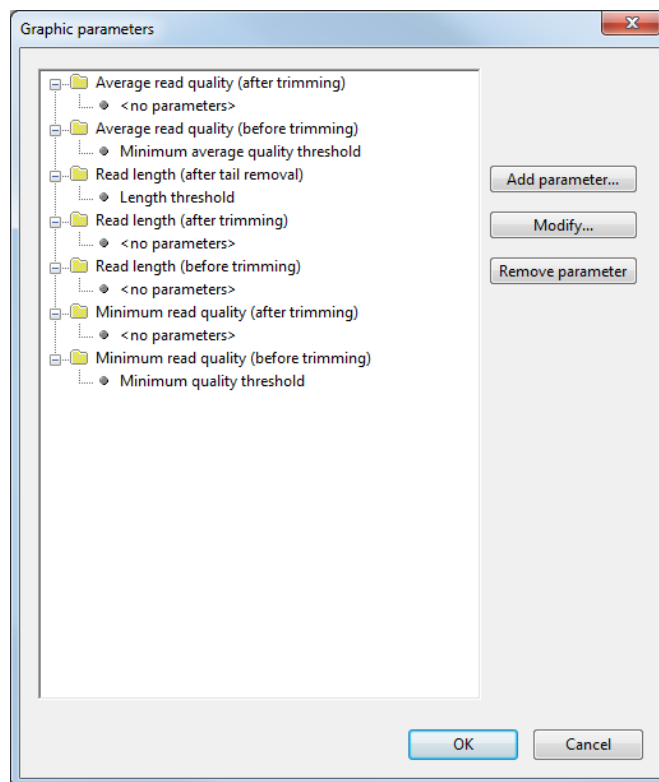 Graphic parameters
Average read quality (after trimming)
<no parameters>
Average read quality (before trimming)
Minimum average quality threshold
Read length (after tail removal)
Length threshold
Read length (after trimming)
<no parameters>
Read length (before trimming)
<no parameters>
Minimum read quality (after trimming)
<no parameters>
Minimum read quality (before trimming)
Minimum quality threshold
Add parameter...
Modify...
Remove parameter
OK
Cancel